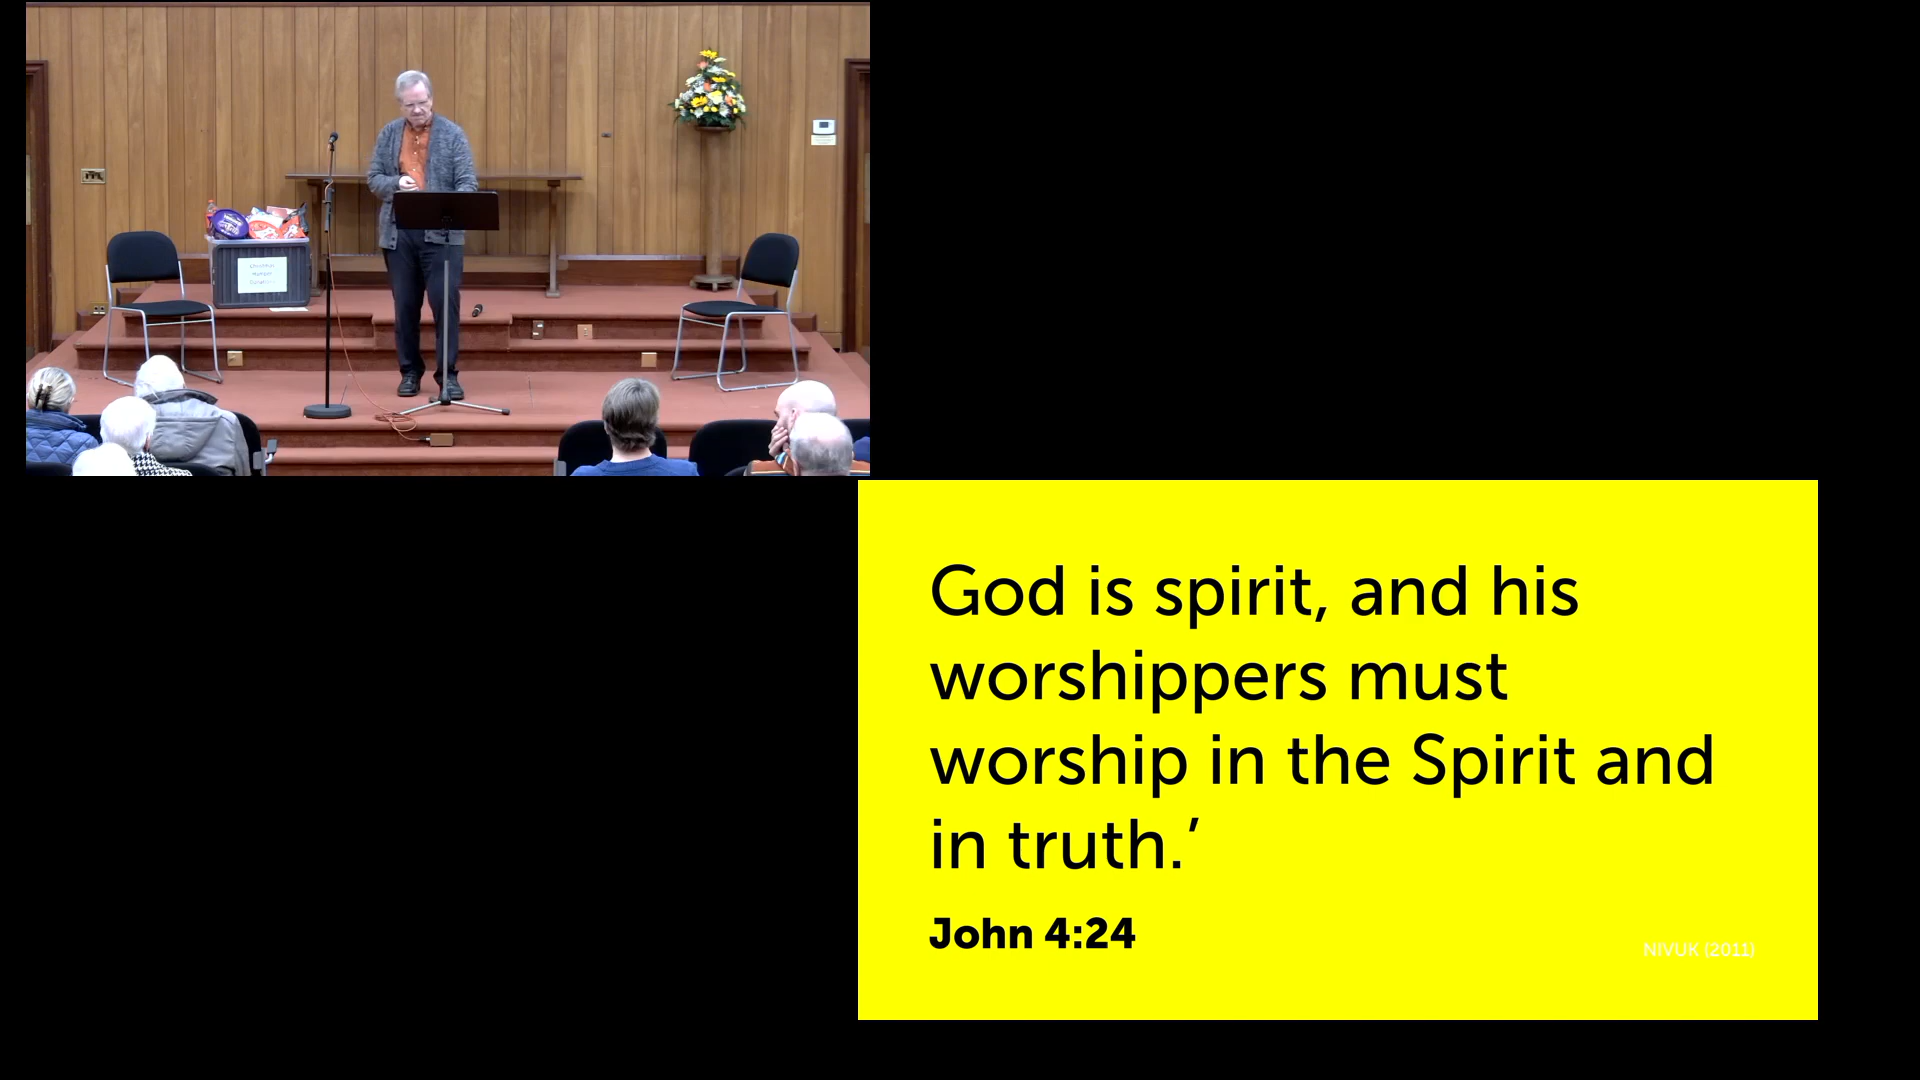 God is spirit, and his
worshippers must
worship in the Spirit and
in truth.’
John 4:24
NIVUK (2011)